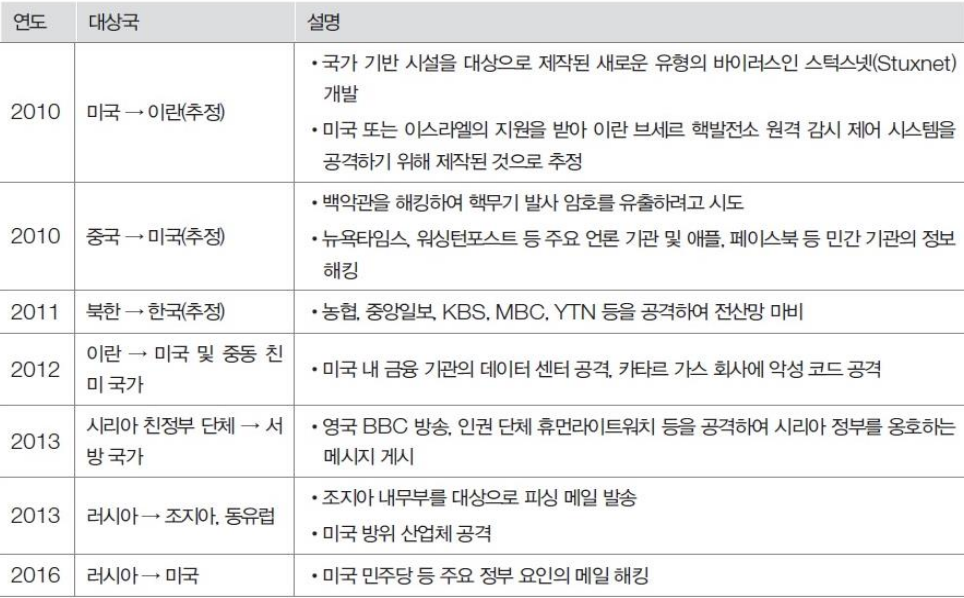 연도 대상국 설명
2010 미국 → 이란(추정)
• 국가 기반 시설을 대상으로 제작된 새로운 유형의 바이러스인 스턱스넷(Stuxnet)
개발
• 미국 또는 이스라엘의 지원을 받아 이란 브셰르 핵발전소 원격 감시 제어 시스템을
공격하기 위해 제작된 것으로 추정
2010 중국 → 미국(추정)
• 백악관을 해킹하여 핵무기 발사 암호를 유출하려고 시도
• 뉴욕타임스, 워싱턴포스트 등 주요 언론 기관 및 애플, 페이스북 등 민간 기관의 정보
해킹
2011 북한 → 한국(추정)
• 농협, 중앙일보, KBS, MBC, YTN 등을 공격하여 전산망 마비
2012
이란 → 미국 및 중동 친
미 국가
• 미국 내 금융 기관의 데이터 센터 공격, 카타르 가스 회사에 악성 코드 공격
2013
시리아 친정부 단체 → 서
방 국가
• 영국 BBC 방송, 인권 단체 휴먼라이트워치 등을 공격하여 시리아 정부를 옹호하는
메시지 게시
2013 러시아 → 조지아, 동유럽
• 조지아 내무부를 대상으로 피싱 메일 발송
• 미국 방위 산업체 공격
2016 러시아 → 미국
• 미국 민주당 등 주요 정부 요인의 메일 해킹